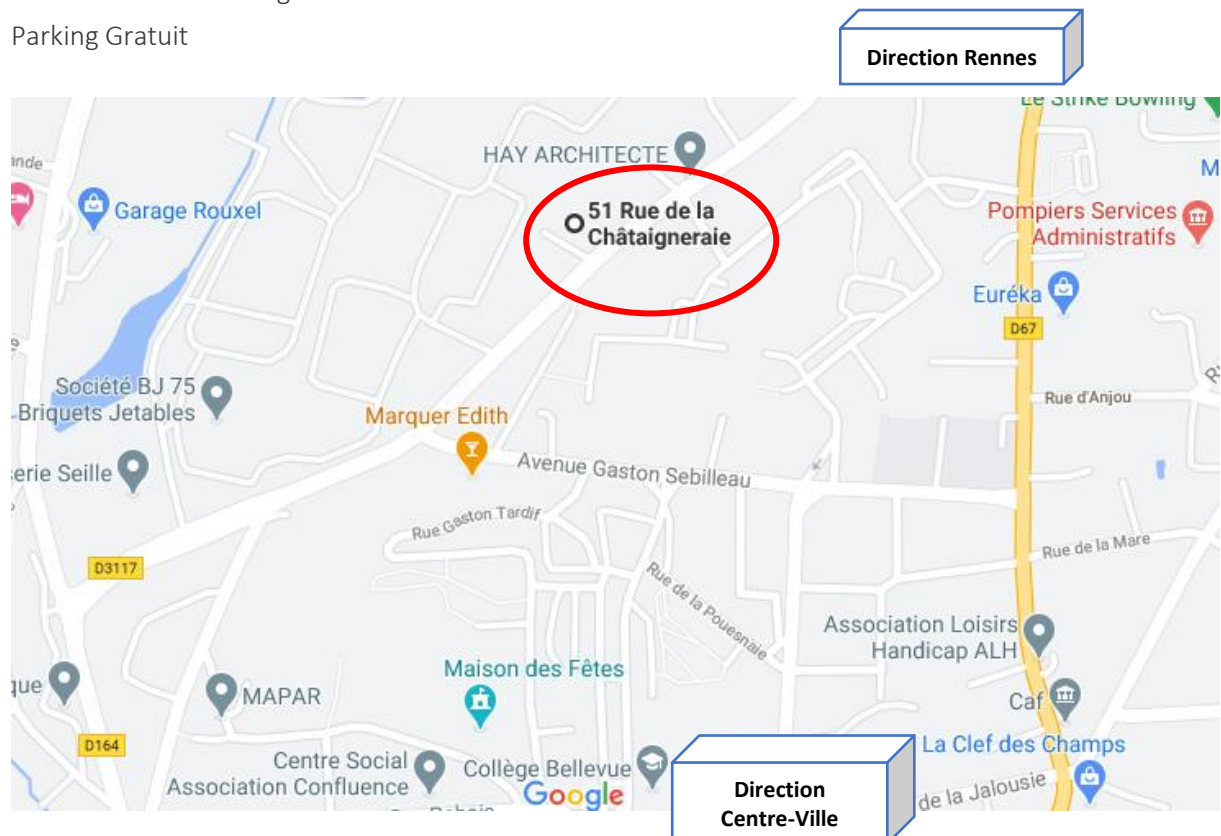 Parking Gratuit
Direction Rennes
Le Strike Bowling
HAY ARCHITECTE
Garage Rouxel
51 Rue de la
Châtaigneraie
M
Pompiers Services
Administratifs
Euréka
D67
Société BJ 75
Briquets Jetables
Rue d'Anjou
Marquer Edith
Avenue Gaston Sebilleau
erie Seille
Rue Gaston Tardif
Rue de la Mare
D3117
Rue de la Pouesnaie
Association Loisirs
Handicap ALH
Maison des Fêtes
que
MAPAR
Caf
D164
La Clef des Champs
Centre Social
Association Confluence
Collège Bellevue
Direction
Centre-Ville
de la Jalousie
Google